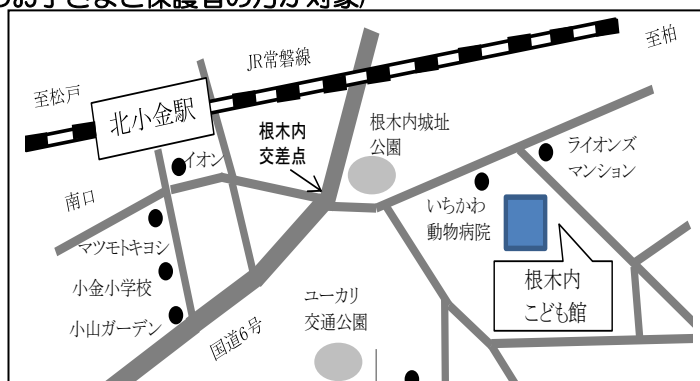 お子さまと保護者の方が対象/
JR常磐線
至柏
至松戸
北小金駅
根木内
交差点
根木内城址
公園
ライオンズ
マンション
イオン
南口
いちかわ
動物病院
マツモトキヨシ
小金小学校
小山ガーデン
根木内
こども館
ユーカリ
交通公園
国道6号